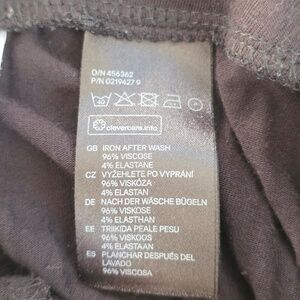 O/N 456362
P/N 0219427 9
40
clevercare.info
GB IRON AFTER WASH
96% VISCOSE
4% ELASTANE
CZ VYŽEHLETE PO VYPRÁNÍ
96% VISKÓZA
4% ELASTAN
DE NACH DER WÄSCHE BÜGELN
96% VISKOSE
4% ELASTHAN
EE TRIIKIDA PEALE PESU
96% VISKOOS
4% ELASTAAN
ES PLANCHAR DESPUÉS DEL
LAVADO
96% VISCOSA